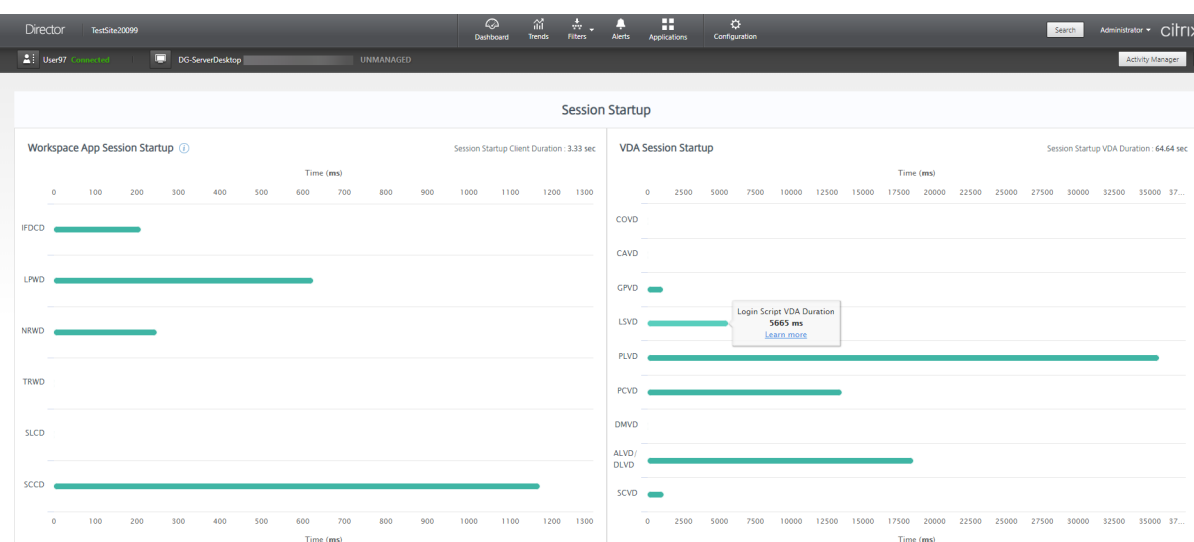 Director TestSite20099 Dashboard Trends Filters Alerts Applications Configuration Search Administrator citrix
User97 Connected DG-ServerDesktop UNMANAGED Activity Manager
Session Startup
Workspace App Session Startup Session Startup Client Duration : 3.33 sec
Time (ms)
0 100 200 300 400 500 600 700 800 900 1000 1100 1200 1300
IFDCD
LPWD
NRWD
TRWD
SLCD
SCCD
0 100 200 300 400 500 600 700 800 900 1000 1100 1200 1300
Time (ms)
VDA Session Startup Session Startup VDA Duration : 64.64 sec
Time (ms)
0 2500 5000 7500 10000 12500 15000 17500 20000 22500 25000 27500 30000 32500 35000 37...
COVD
CAVD
GPVD
LSVD
Login Script VDA Duration
5665 ms
Learn more
PLVD
PCVD
DMVD
ALVD/
DLVD
SCVD
0 2500 5000 7500 10000 12500 15000 17500 20000 22500 25000 27500 30000 32500 35000 37...
Time (ms)